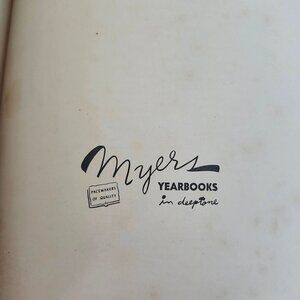 Myers
YEARBOOKS
PACEMAKERS
OF QUALITY
in deeptone